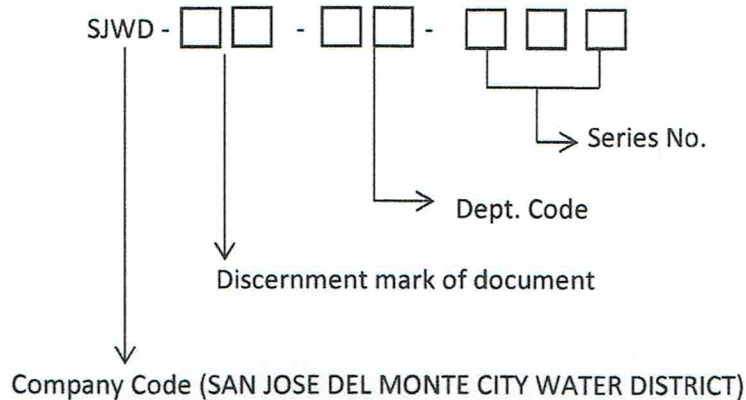 SJWD - □ □ - □ □ - □ □ □
Series No.
Dept. Code
Discernment mark of document
Company Code (SAN JOSE DEL MONTE CITY WATER DISTRICT)